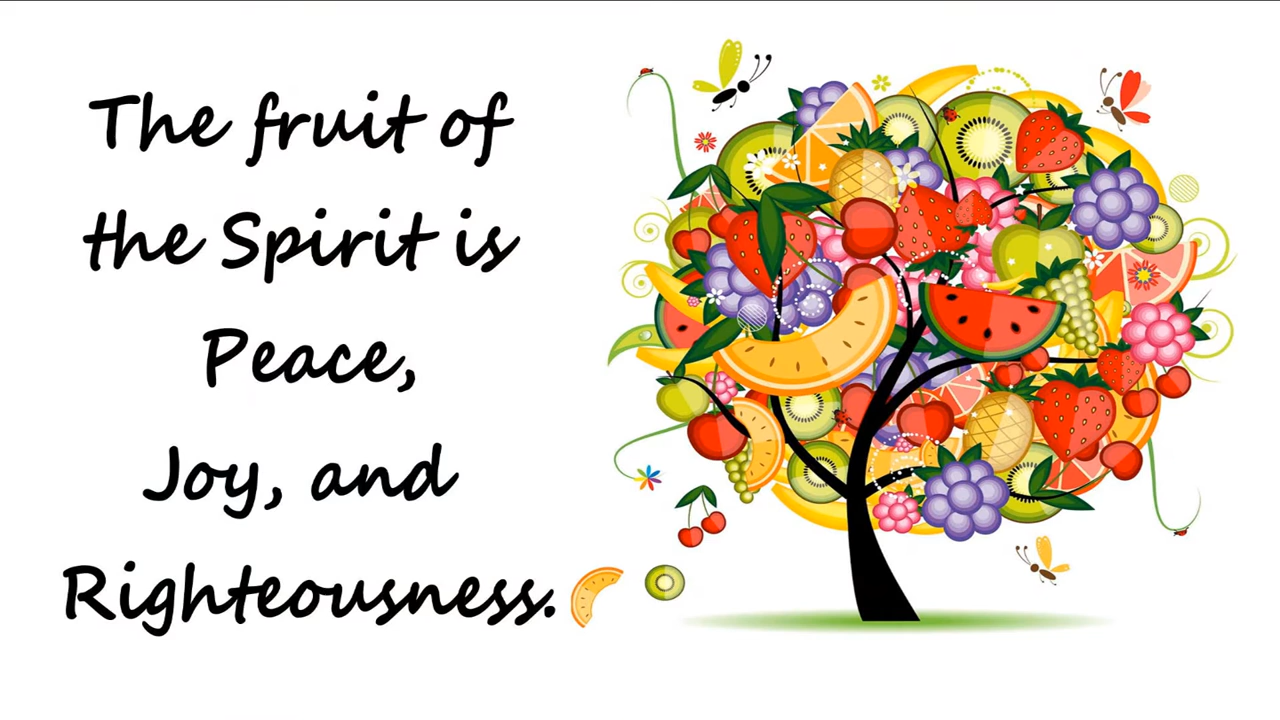 The fruit of
the Spirit is
Peace,
Joy, and
Righteousness.